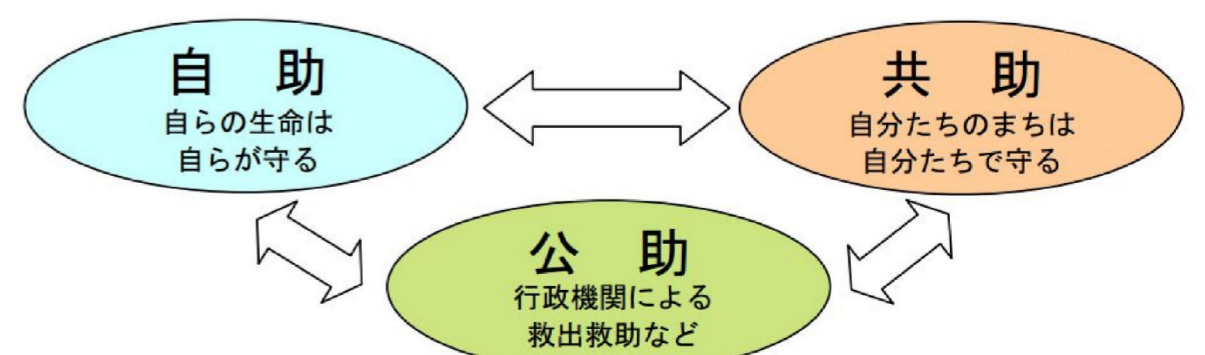 自　助
自らの生命は
自らが守る
共　助
自分たちのまちは
自分たちで守る
公　助
行政機関による
救出救助など